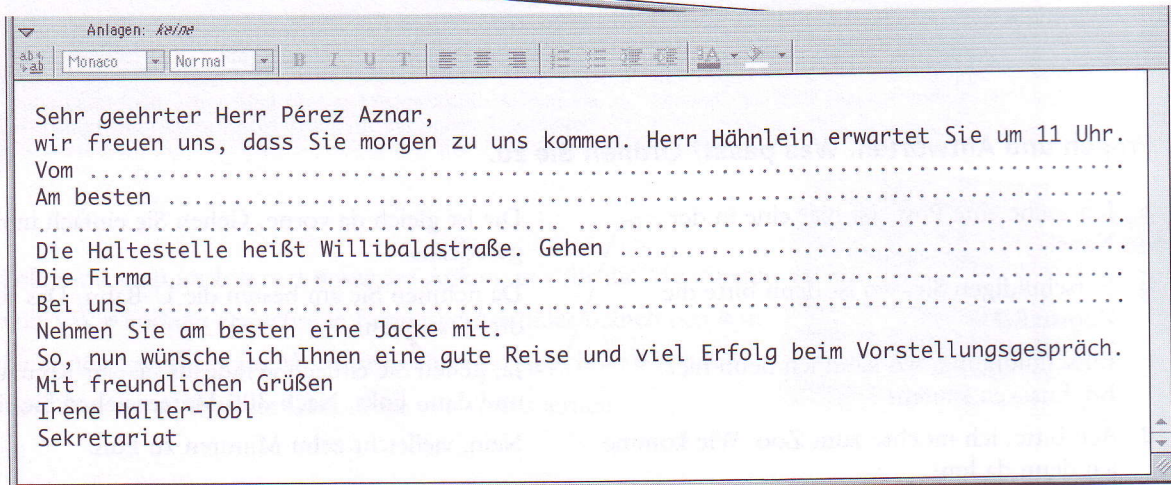 Anlagen: keine
Monaco Normal B I U T
Sehr geehrter Herr Pérez Aznar,
wir freuen uns, dass Sie morgen zu uns kommen. Herr Hähnlein erwartet Sie um 11 Uhr.
Vom ..........................................................................
Am besten ....................................................................
..............................................................................
Die Haltestelle heißt Willibaldstraße. Gehen .................................
Die Firma ....................................................................
Bei uns ......................................................................
Nehmen Sie am besten eine Jacke mit.
So, nun wünsche ich Ihnen eine gute Reise und viel Erfolg beim Vorstellungsgespräch.
Mit freundlichen Grüßen
Irene Haller-Tobl
Sekretariat